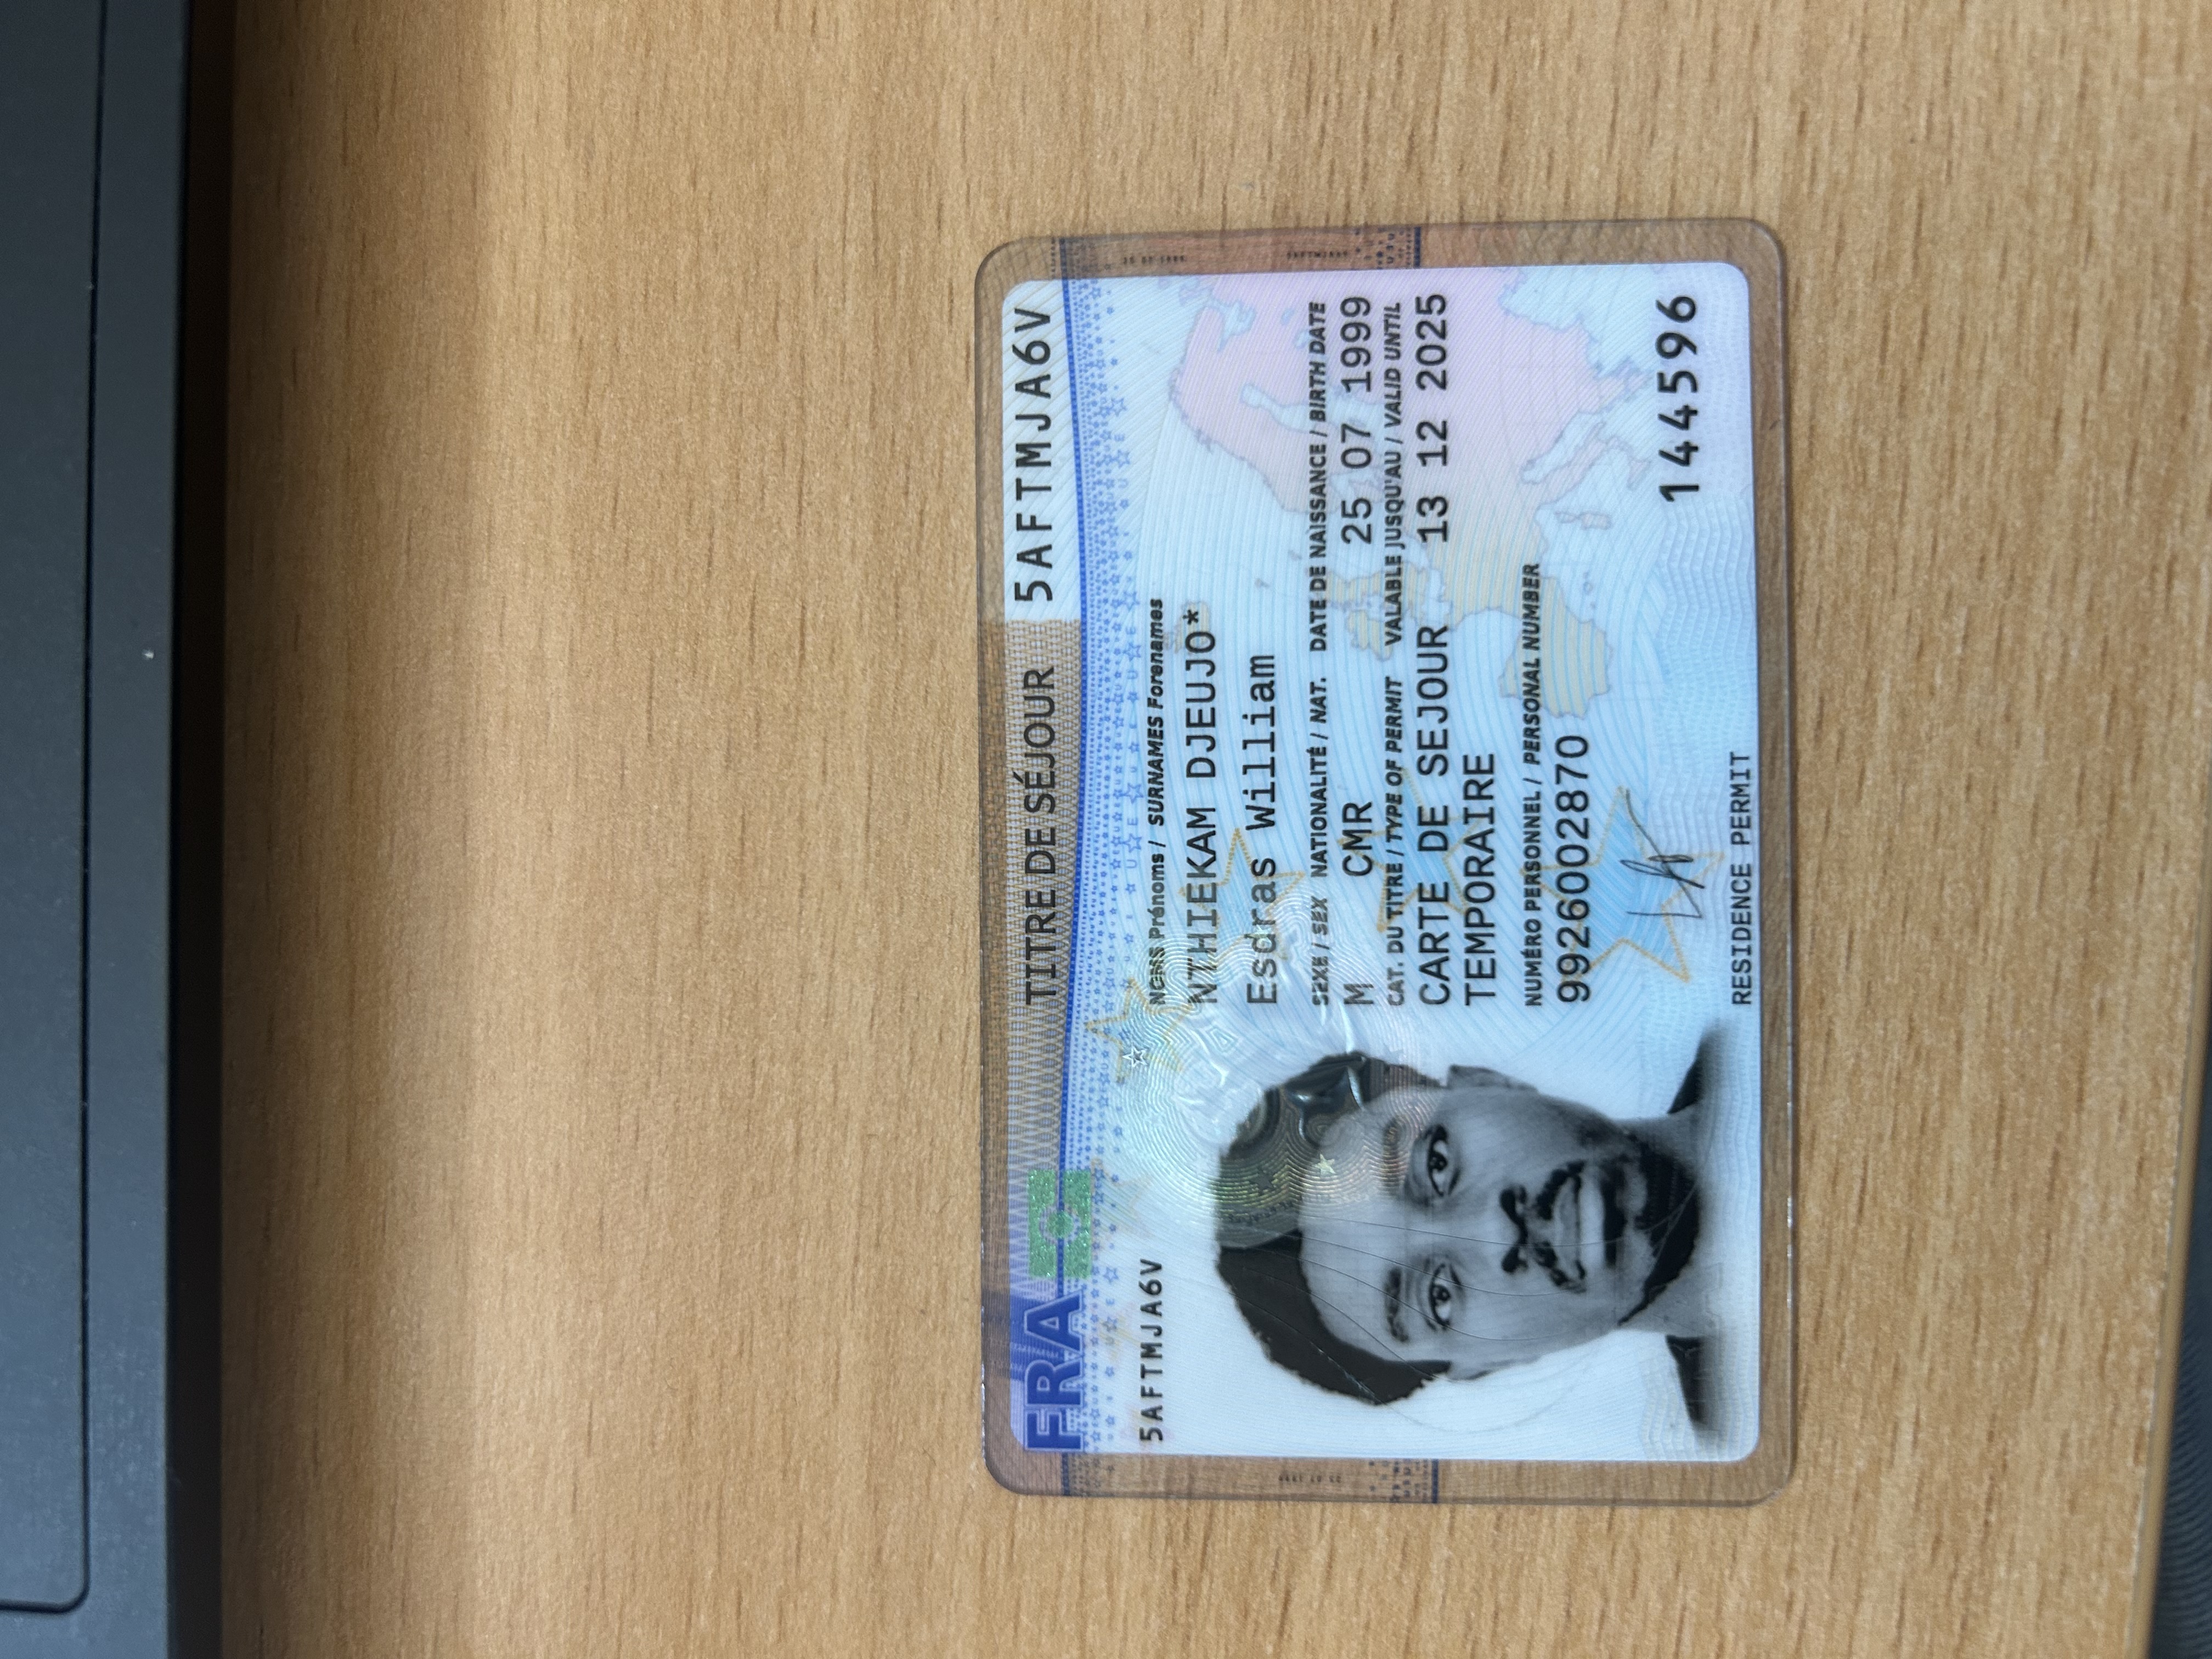 FRA
TITRE DE SÉJOUR
5AFTMJA6V
5AFTMJA6V
NOMS Prénoms / SURNAMES Forenames
NTHIEKAM DJEUJO*
Esdras William
SEXE / SEX NATIONALITÉ / NAT. DATE DE NAISSANCE / BIRTH DATE
M CMR 25 07 1999
CAT. DU TITRE / TYPE OF PERMIT VALABLE JUSQU'AU / VALID UNTIL
CARTE DE SEJOUR 13 12 2025
TEMPORAIRE
NUMÉRO PERSONNEL / PERSONAL NUMBER
9926002870
144596
RESIDENCE PERMIT